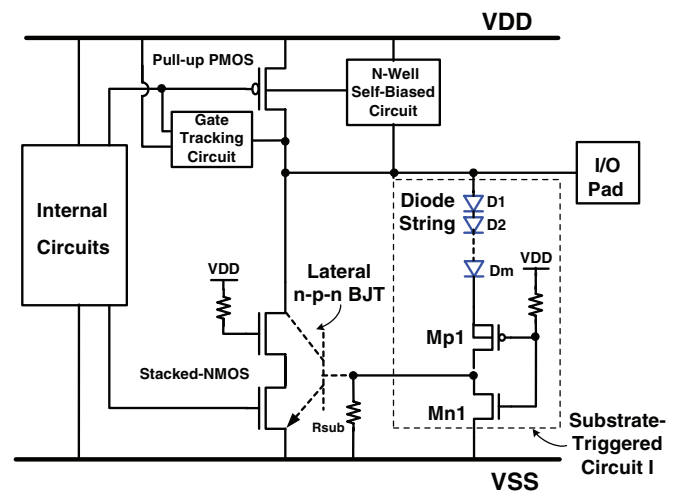 VDD
Pull-up PMOS
N-Well
Self-Biased
Circuit
Gate
Tracking
Circuit
I/O
Pad
Internal
Circuits
Diode
String
D1
D2
Dm
VDD
VDD
Lateral
n-p-n BJT
Mp1
Stacked-NMOS
Mn1
Rsub
Substrate-
Triggered
Circuit I
VSS